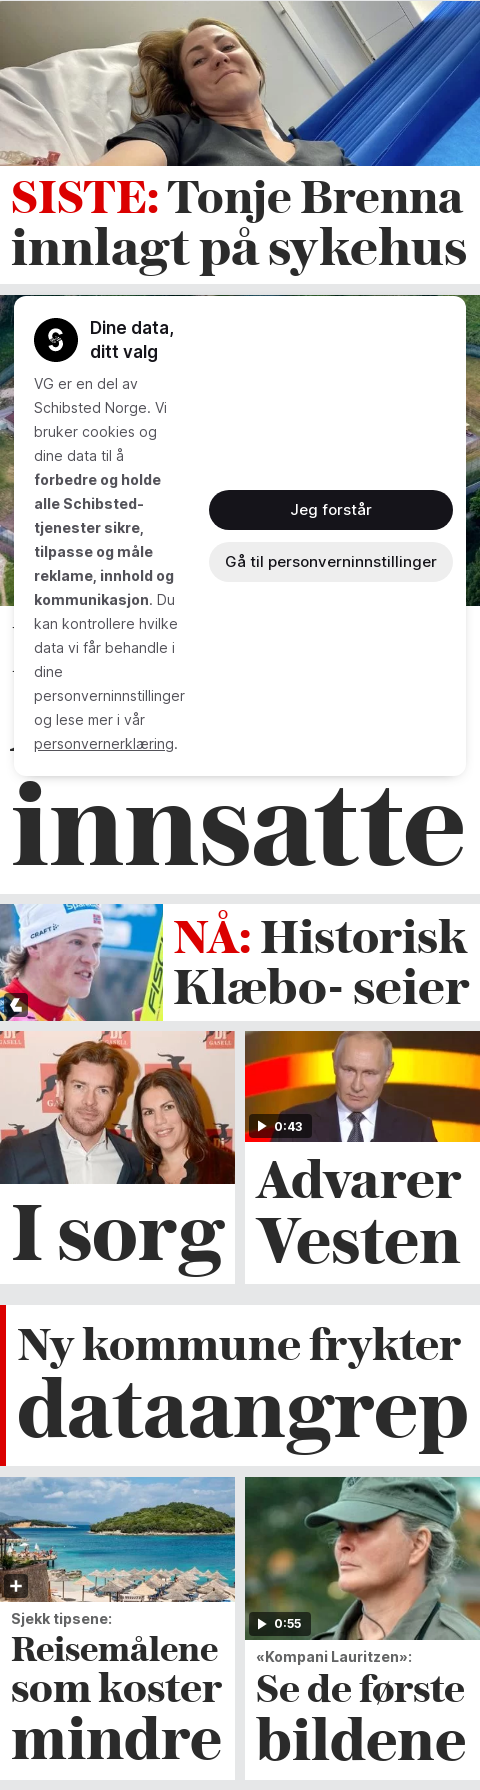 SISTE: Tonje Brenna
innlagt på sykehus
Dine data,
ditt valg
VG er en del av
Schibsted Norge. Vi
bruker cookies og
dine data til å
forbedre og holde
alle Schibsted-
tjenester sikre,
tilpasse og måle
reklame, innhold og
kommunikasjon. Du
kan kontrollere hvilke
data vi får behandle i
dine
personverninnstillinger
og lese mer i vår
personvernerklæring.
Jeg forstår
Gå til personverninnstillinger
innsatte
CRAFT
FIS
NÅ: Historisk
Klæbo- seier
GASELL
I sorg
0:43
Advarer
Vesten
Ny kommune frykter
dataangrep
Sjekk tipsene:
Reisemålene
som koster
mindre
0:55
«Kompani Lauritzen»:
Se de første
bildene